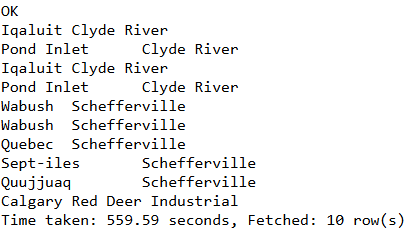 OK
Iqaluit Clyde River
Pond Inlet      Clyde River
Iqaluit Clyde River
Pond Inlet      Clyde River
Wabush  Schefferville
Wabush  Schefferville
Quebec  Schefferville
Sept-iles       Schefferville
Quujjuaq        Schefferville
Calgary Red Deer Industrial
Time taken: 559.59 seconds, Fetched: 10 row(s)